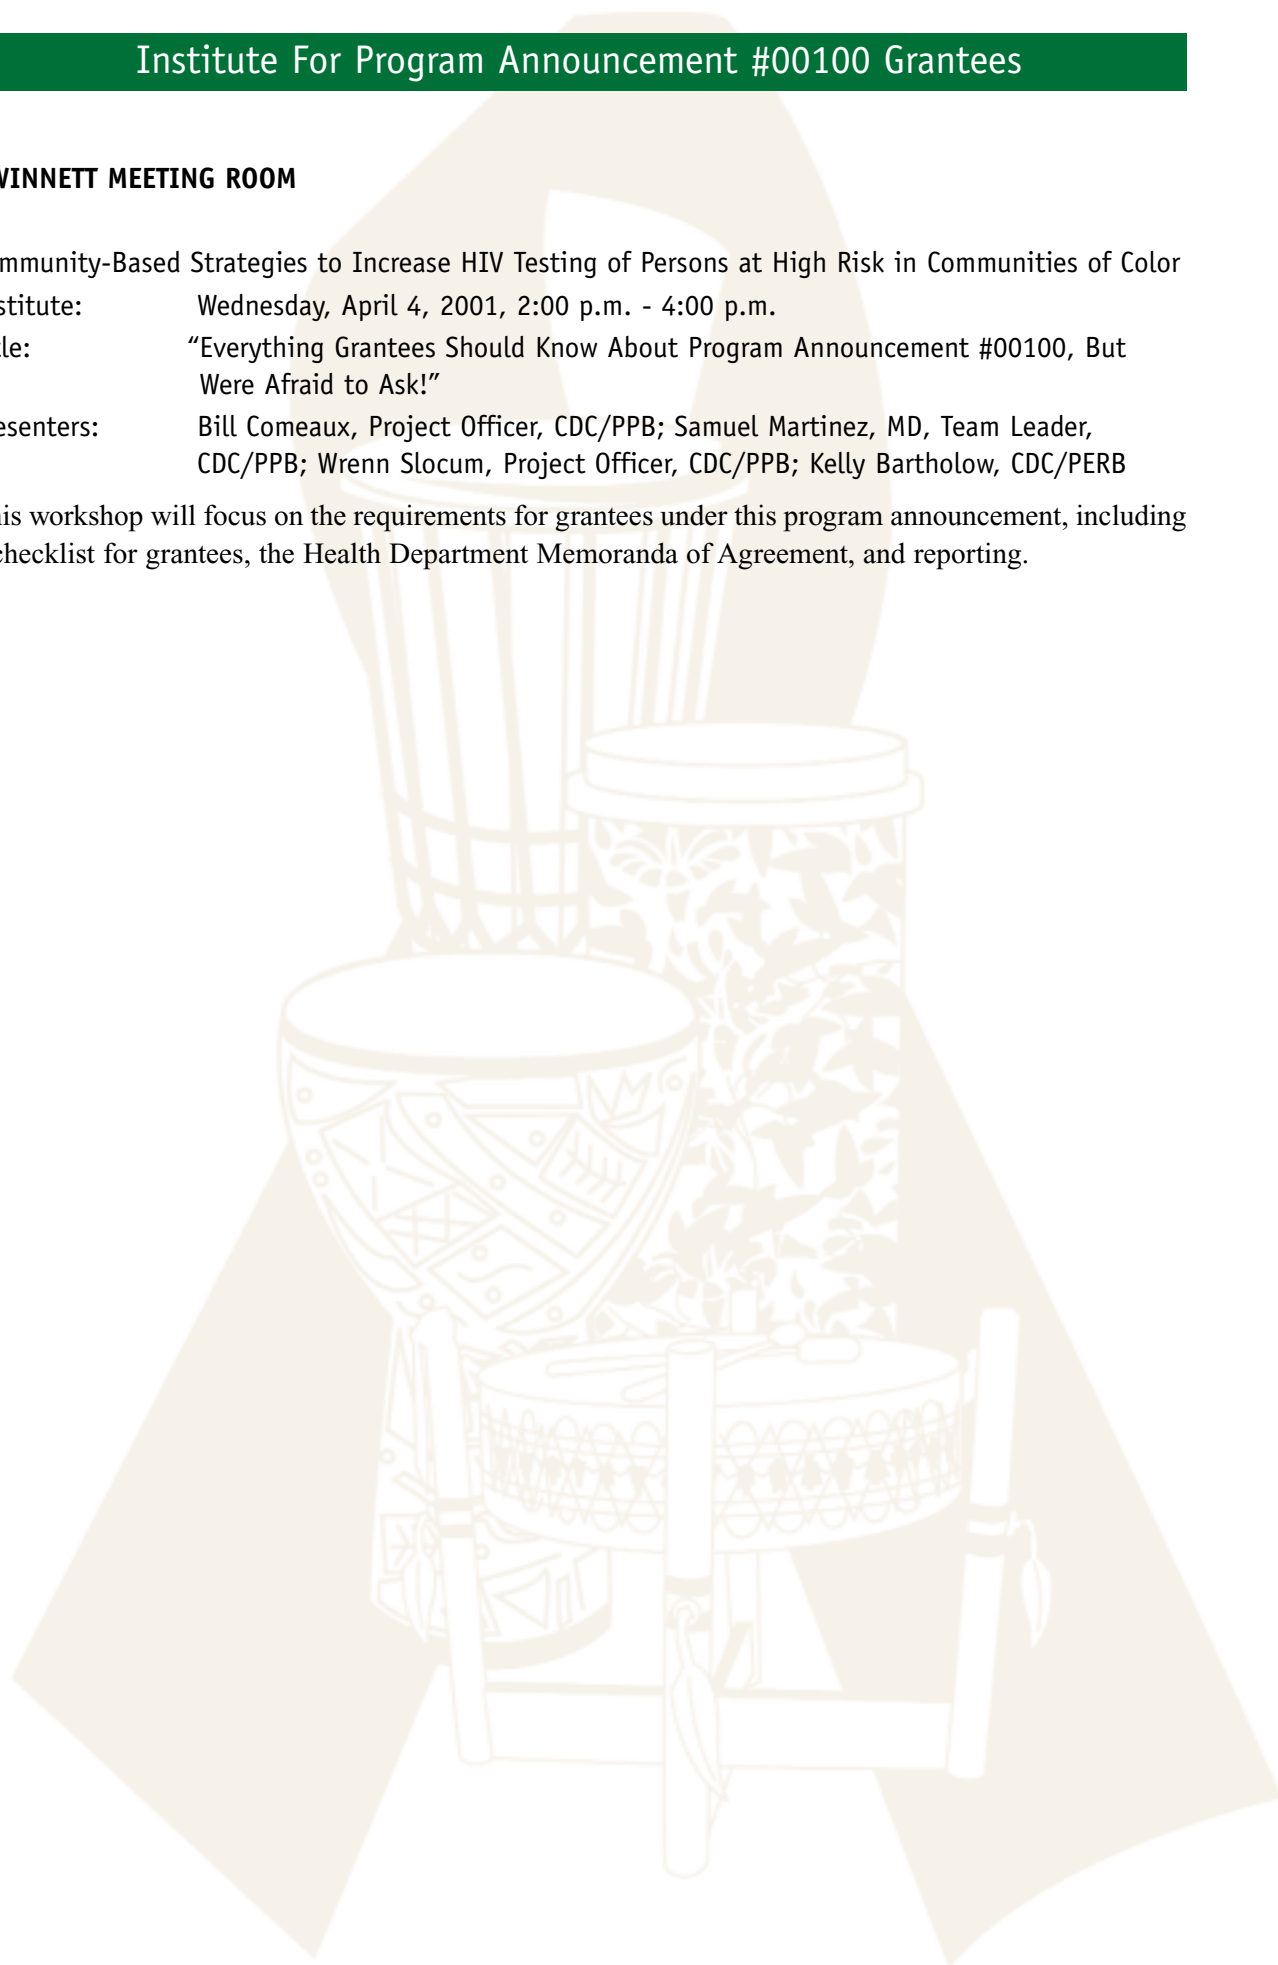 Institute For Program Announcement #00100 Grantees
WINNETT MEETING ROOM
mmunity-Based Strategies to Increase HIV Testing of Persons at High Risk in Communities of Color
stitute: Wednesday, April 4, 2001, 2:00 p.m. - 4:00 p.m.
le: “Everything Grantees Should Know About Program Announcement #00100, But
Were Afraid to Ask!”
esenters: Bill Comeaux, Project Officer, CDC/PPB; Samuel Martinez, MD, Team Leader,
CDC/PPB; Wrenn Slocum, Project Officer, CDC/PPB; Kelly Bartholow, CDC/PERB
his workshop will focus on the requirements for grantees under this program announcement, including
checklist for grantees, the Health Department Memoranda of Agreement, and reporting.